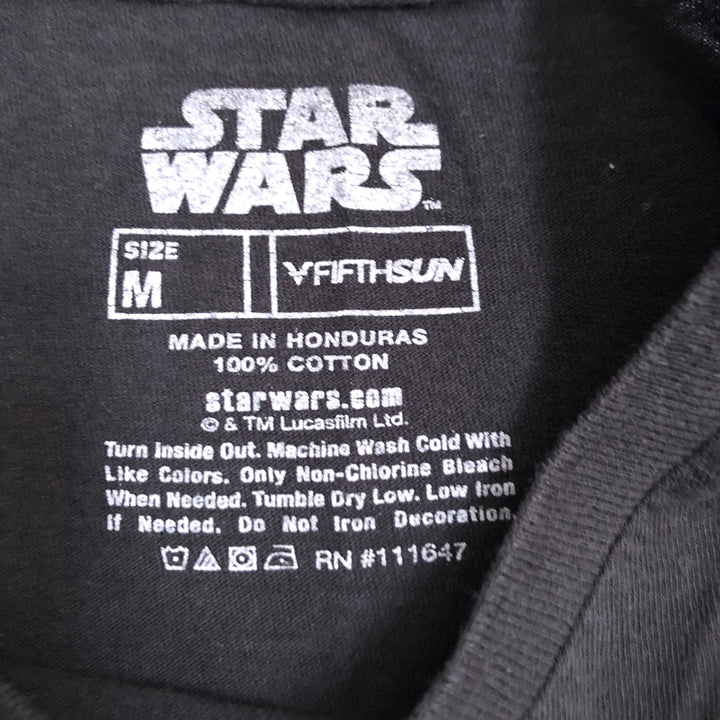 STAR
WARS™
SIZE
M
FIFTHSUN
MADE IN HONDURAS
100% COTTON
starwars.com
© & TM Lucasfilm Ltd.
Turn Inside Out. Machine Wash Cold With
Like Colors. Only Non-Chlorine Bleach
When Needed. Tumble Dry Low. Low Iron
If Needed. Do Not Iron Decoration.
RN #111647